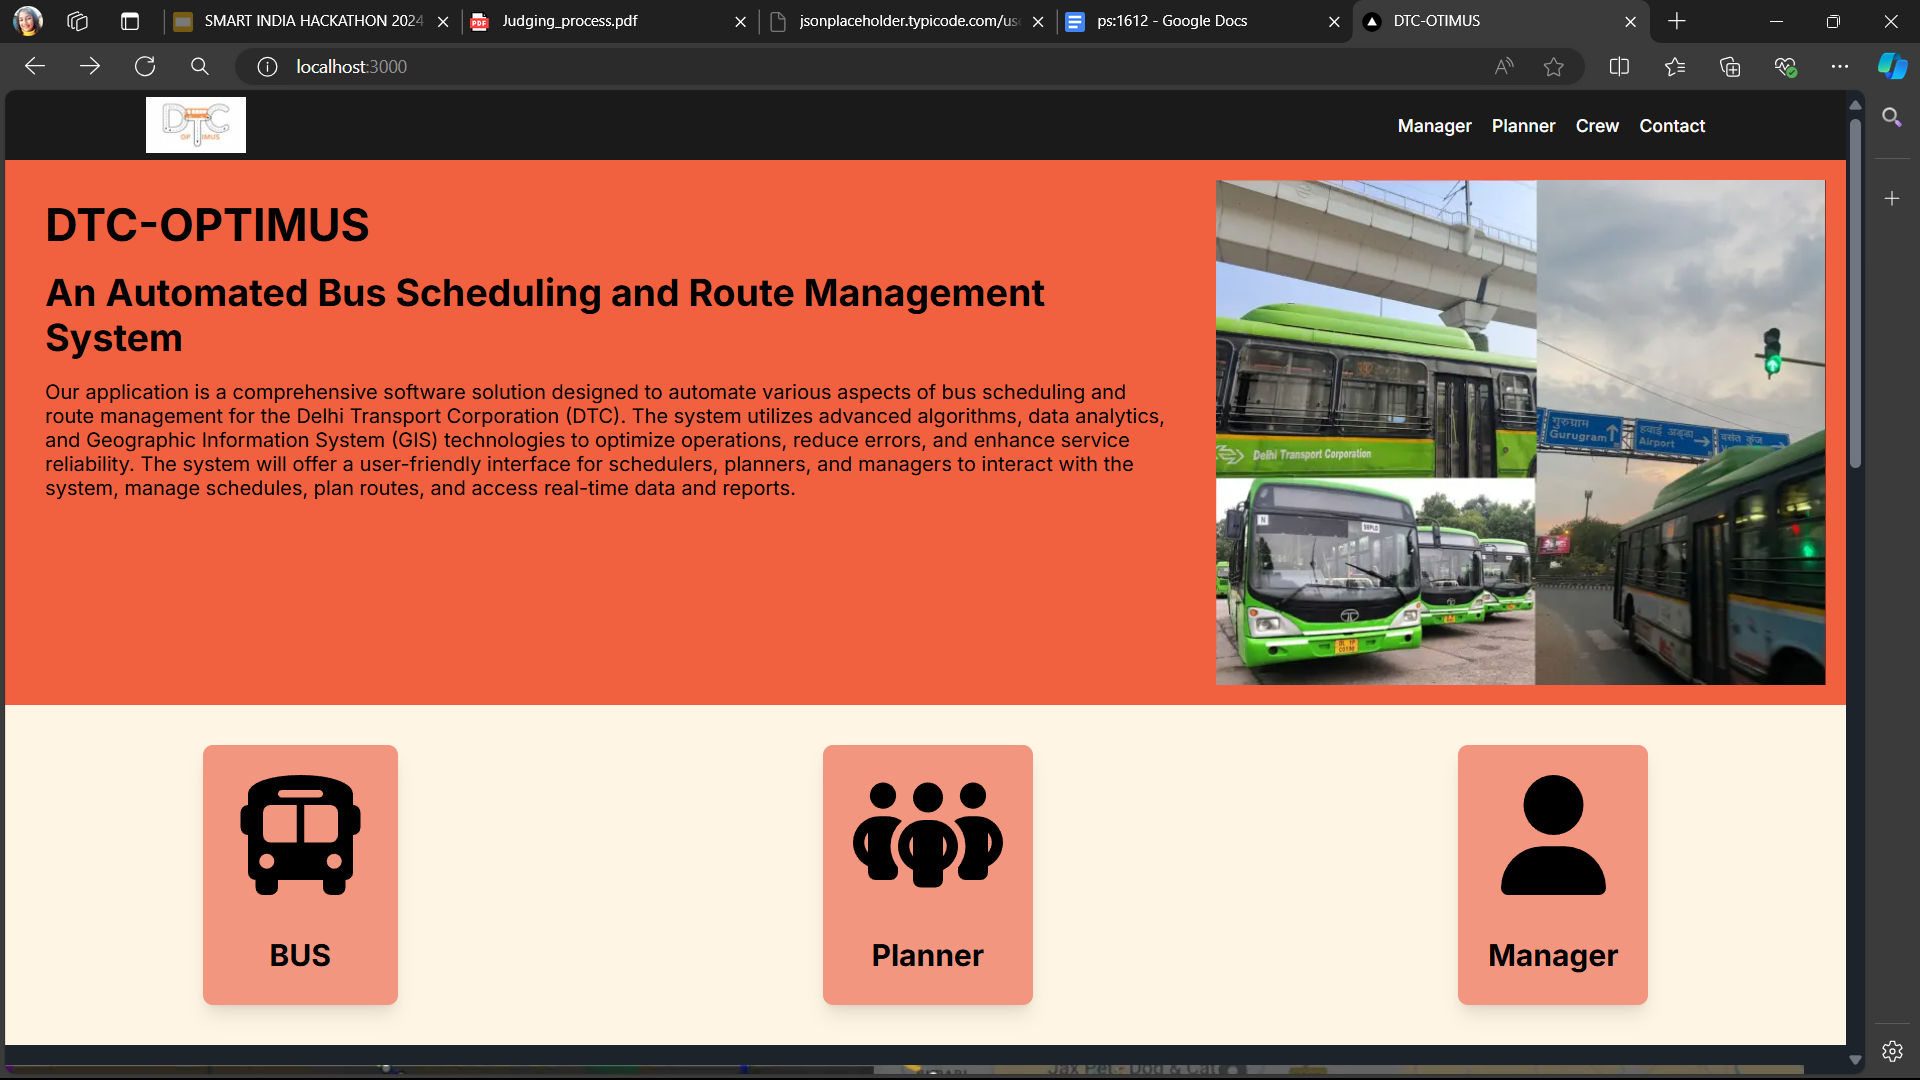 SMART INDIA HACKATHON 2024
Judging_process.pdf
jsonplaceholder.typicode.com/us
ps:1612 - Google Docs
DTC-OTIMUS
localhost:3000
DTC
OP IMUS
Manager Planner Crew Contact
DTC-OPTIMUS
An Automated Bus Scheduling and Route Management
System
Our application is a comprehensive software solution designed to automate various aspects of bus scheduling and
route management for the Delhi Transport Corporation (DTC). The system utilizes advanced algorithms, data analytics,
and Geographic Information System (GIS) technologies to optimize operations, reduce errors, and enhance service
reliability. The system will offer a user-friendly interface for schedulers, planners, and managers to interact with the
system, manage schedules, plan routes, and access real-time data and reports.
Delhi Transport Corporation
गुरुग्राम
Gurugram
हवाई अड्डा
Airport
वसंत कुंज
BUS
Planner
Manager
Jax Pet - Dog & Cat